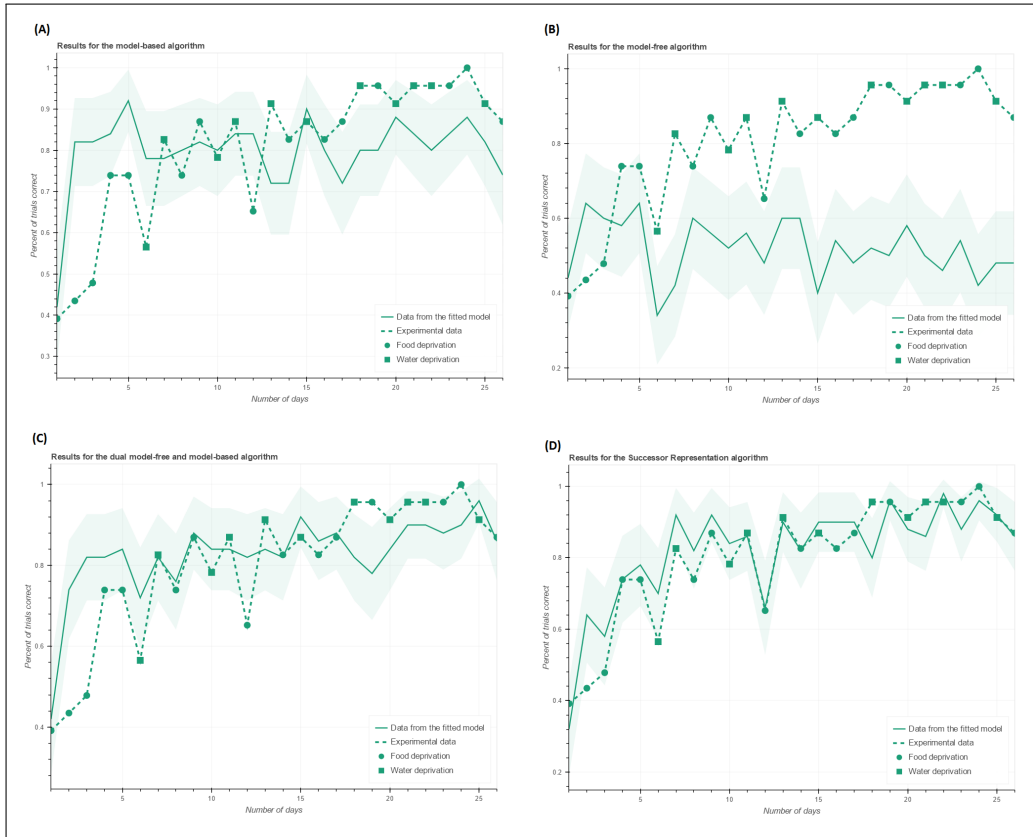 (A)
Results for the model-based algorithm
Percent of trials correct
1
0.9
0.8
0.7
0.6
0.5
0.4
0.3
5
10
15
20
25
Number of days
Data from the fitted model
Experimental data
Food deprivation
Water deprivation
(B)
Results for the model-free algorithm
Percent of trials correct
1
0.8
0.6
0.4
0.2
5
10
15
20
25
Number of days
Data from the fitted model
Experimental data
Food deprivation
Water deprivation
(C)
Results for the dual model-free and model-based algorithm
Percent of trials correct
1
0.8
0.6
0.4
5
10
15
20
25
Number of days
Data from the fitted model
Experimental data
Food deprivation
Water deprivation
(D)
Results for the Successor Representation algorithm
Percent of trials correct
1
0.8
0.6
0.4
0.2
5
10
15
20
25
Number of days
Data from the fitted model
Experimental data
Food deprivation
Water deprivation